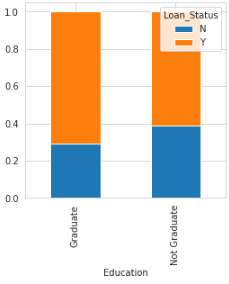 1.0
0.8
0.6
0.4
0.2
0.0
Loan_Status
N
Y
Graduate
Not Graduate
Education